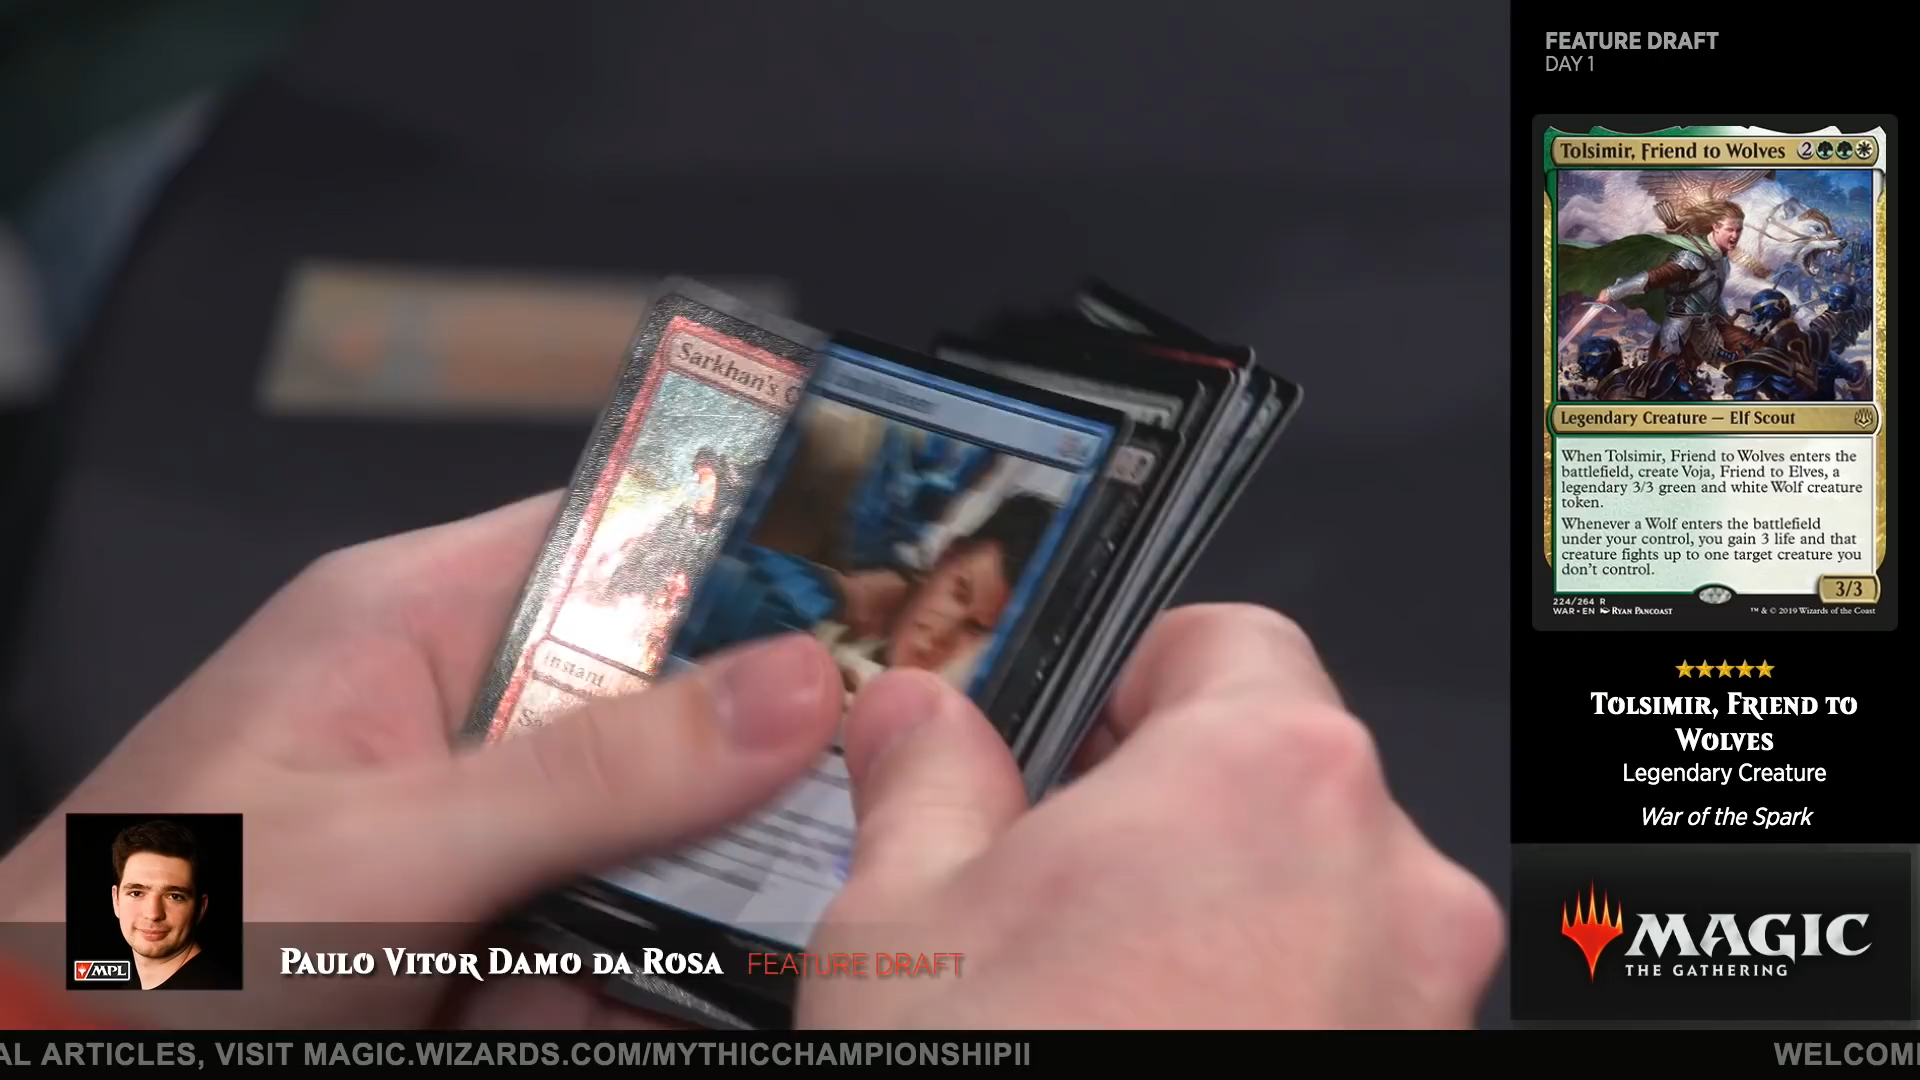 FEATURE DRAFT
DAY 1
Tolsimir, Friend to Wolves 2
Legendary Creature — Elf Scout
When Tolsimir, Friend to Wolves enters the
battlefield, create Voja, Friend to Elves, a
legendary 3/3 green and white Wolf creature
token.
Whenever a Wolf enters the battlefield
under your control, you gain 3 life and that
creature fights up to one target creature you
don't control.
3/3
224/264 R
WAR • EN RYAN PANCOAST
™ & © 2019 Wizards of the Coast
TOLSIMIR, FRIEND TO
WOLVES
Legendary Creature
War of the Spark
MAGIC
THE GATHERING
Sarkhan's
Instant
MPL
PAULO VITOR DAMO DA ROSA FEATURE DRAFT
AL ARTICLES, VISIT MAGIC.WIZARDS.COM/MYTHICCHAMPIONSHIPII
WELCOM